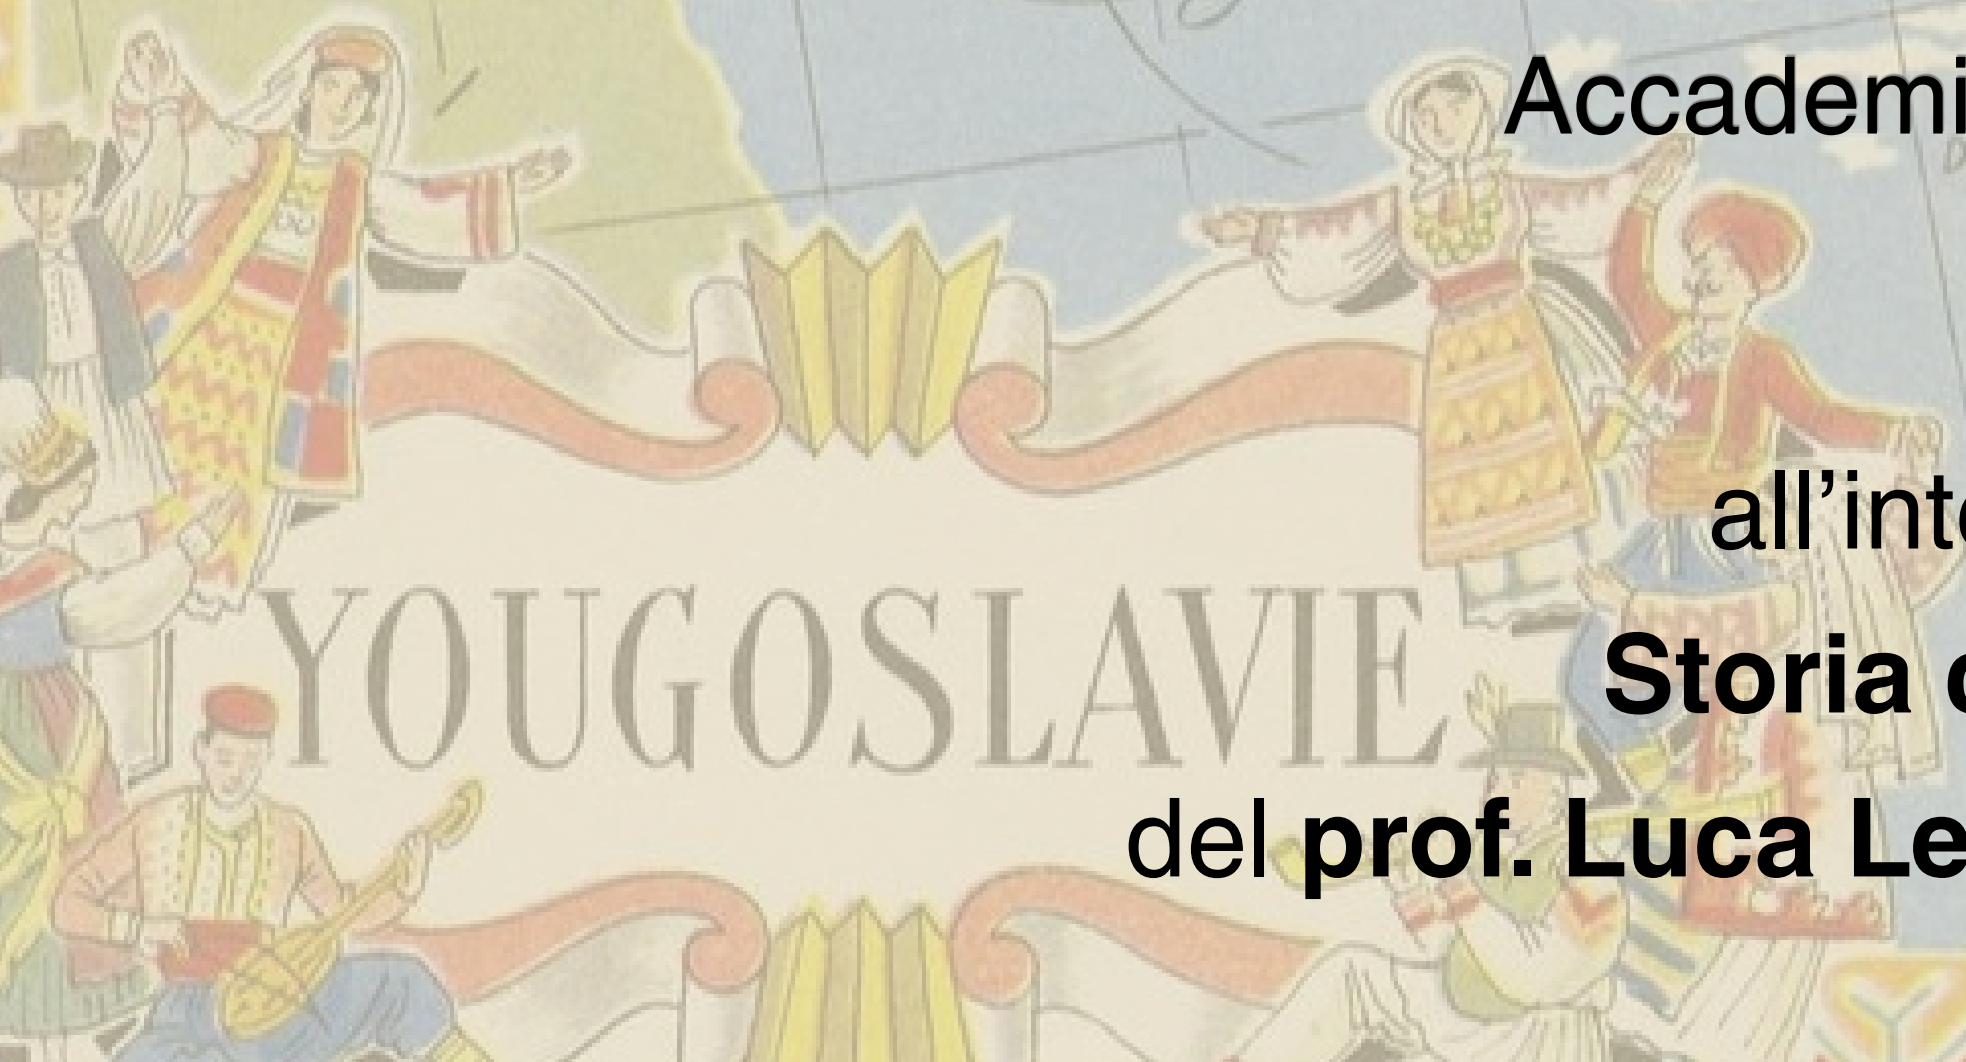 Accademi
all’inte
YOUGOSLAVIE
Storia d
del prof. Luca Le